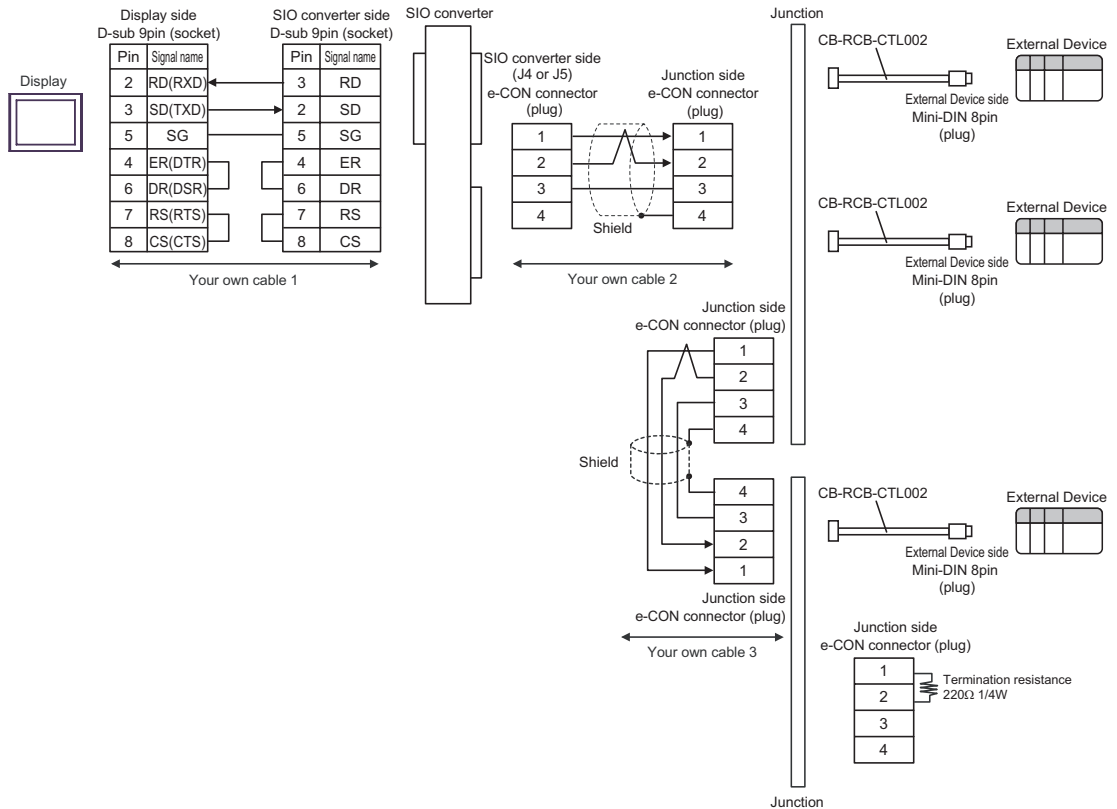 Display
Display side
D-sub 9pin (socket)
Pin Signal name
2 RD(RXD)
3 SD(TXD)
5 SG
4 ER(DTR)
6 DR(DSR)
7 RS(RTS)
8 CS(CTS)
SIO converter side
D-sub 9pin (socket)
Pin Signal name
3 RD
2 SD
5 SG
4 ER
6 DR
7 RS
8 CS
Your own cable 1
SIO converter
SIO converter side
(J4 or J5)
e-CON connector
(plug)
1
2
3
4
Shield
Junction side
e-CON connector
(plug)
1
2
3
4
Your own cable 2
Junction
CB-RCB-CTL002
External Device side
Mini-DIN 8pin
(plug)
External Device
CB-RCB-CTL002
External Device side
Mini-DIN 8pin
(plug)
External Device
Junction side
e-CON connector (plug)
1
2
3
4
Shield
4
3
2
1
Junction side
e-CON connector (plug)
Your own cable 3
CB-RCB-CTL002
External Device side
Mini-DIN 8pin
(plug)
External Device
Junction side
e-CON connector (plug)
1
2
3
4
Termination resistance
220Ω 1/4W
Junction